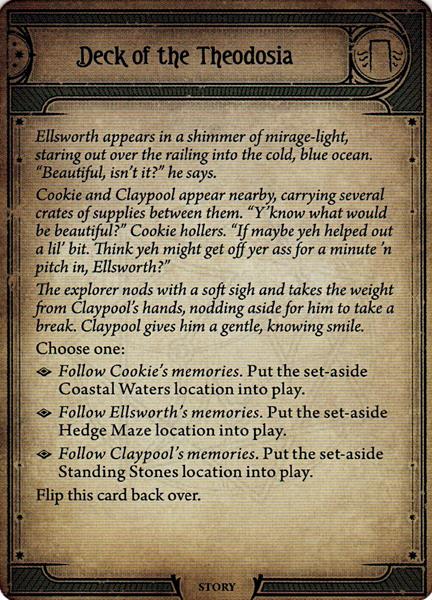 Deck of the Theodosia
Ellsworth appears in a shimmer of mirage-light,
staring out over the railing into the cold, blue ocean.
“Beautiful, isn’t it?” he says.
Cookie and Claypool appear nearby, carrying several
crates of supplies between them. “Y’know what would
be beautiful?” Cookie hollers. “If maybe yeh helped out
a lil’ bit. Think yeh might get off yer ass for a minute ’n
pitch in, Ellsworth?”
The explorer nods with a soft sigh and takes the weight
from Claypool’s hands, nodding aside for him to take a
break. Claypool gives him a gentle, knowing smile.
Choose one:
Follow Cookie’s memories. Put the set-aside
Coastal Waters location into play.
Follow Ellsworth’s memories. Put the set-aside
Hedge Maze location into play.
Follow Claypool’s memories. Put the set-aside
Standing Stones location into play.
Flip this card back over.
STORY